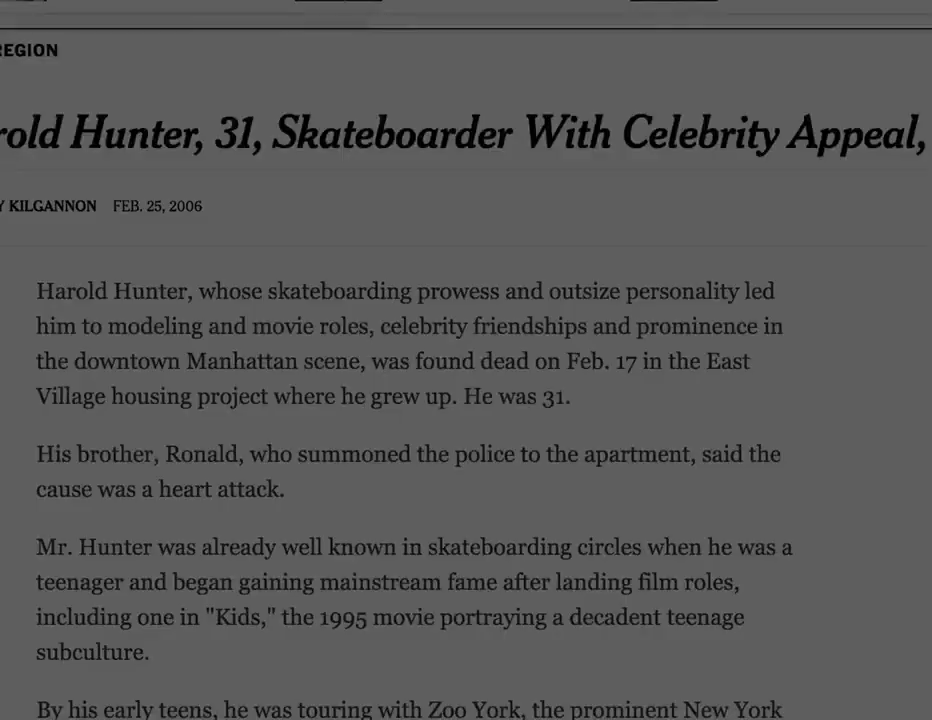 REGION
rold Hunter, 31, Skateboarder With Celebrity Appeal,
Y KILGANNON FEB. 25, 2006
Harold Hunter, whose skateboarding prowess and outsize personality led
him to modeling and movie roles, celebrity friendships and prominence in
the downtown Manhattan scene, was found dead on Feb. 17 in the East
Village housing project where he grew up. He was 31.
His brother, Ronald, who summoned the police to the apartment, said the
cause was a heart attack.
Mr. Hunter was already well known in skateboarding circles when he was a
teenager and began gaining mainstream fame after landing film roles,
including one in "Kids," the 1995 movie portraying a decadent teenage
subculture.
By his early teens, he was touring with Zoo York, the prominent New York